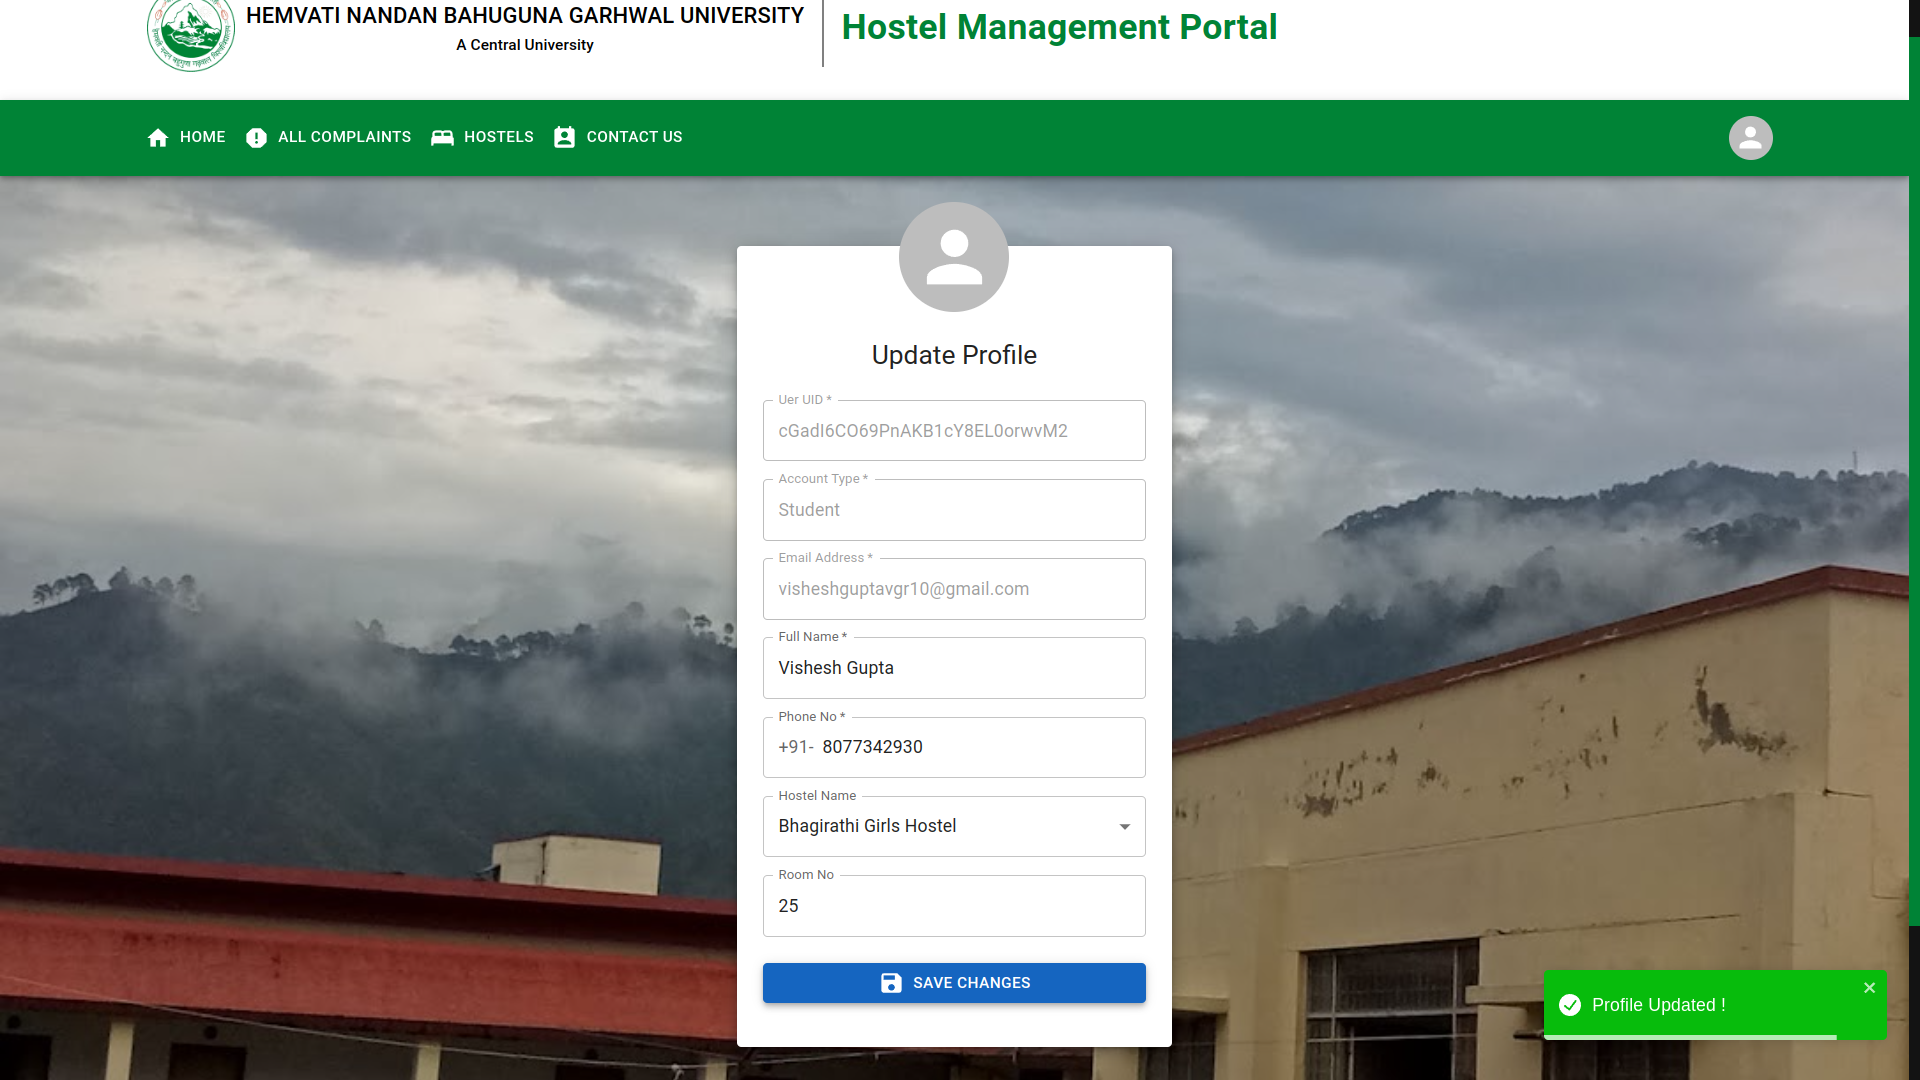 HEMVATI NANDAN BAHUGUNA GARHWAL UNIVERSITY
A Central University
Hostel Management Portal
HOME
ALL COMPLAINTS
HOSTELS
CONTACT US
Update Profile
Uer UID *
cGadI6CO69PnAKB1cY8EL0orwvM2
Account Type *
Student
Email Address *
visheshguptavgr10@gmail.com
Full Name *
Vishesh Gupta
Phone No *
+91- 8077342930
Hostel Name
Bhagirathi Girls Hostel
Room No
25
SAVE CHANGES
Profile Updated !